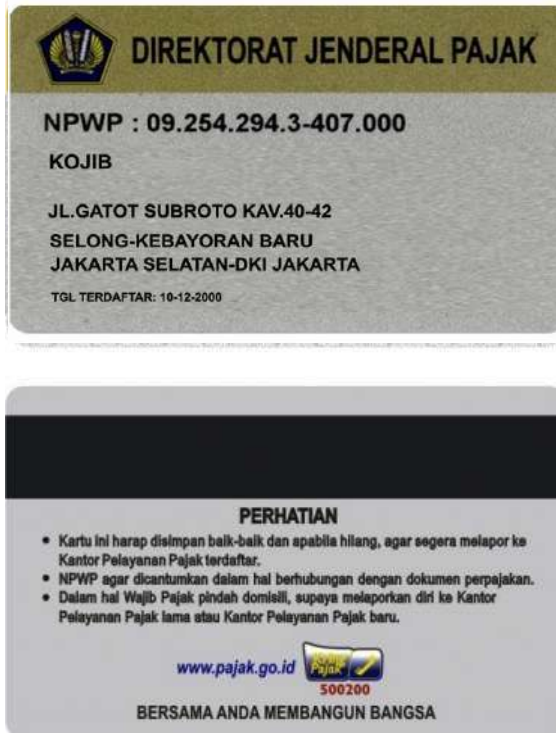 DIREKTORAT JENDERAL PAJAK
NPWP : 09.254.294.3-407.000
KOJIB
JL.GATOT SUBROTO KAV.40-42
SELONG-KEBAYORAN BARU
JAKARTA SELATAN-DKI JAKARTA
TGL TERDAFTAR: 10-12-2000
PERHATIAN
• Kartu ini harap disimpan baik-baik dan apabila hilang, agar segera melapor ke
Kantor Pelayanan Pajak terdaftar.
• NPWP agar dicantumkan dalam hal berhubungan dengan dokumen perpajakan.
• Dalam hal Wajib Pajak pindah domisili, supaya melaporkan diri ke Kantor
Pelayanan Pajak lama atau Kantor Pelayanan Pajak baru.
www.pajak.go.id
Pajak
500200
BERSAMA ANDA MEMBANGUN BANGSA